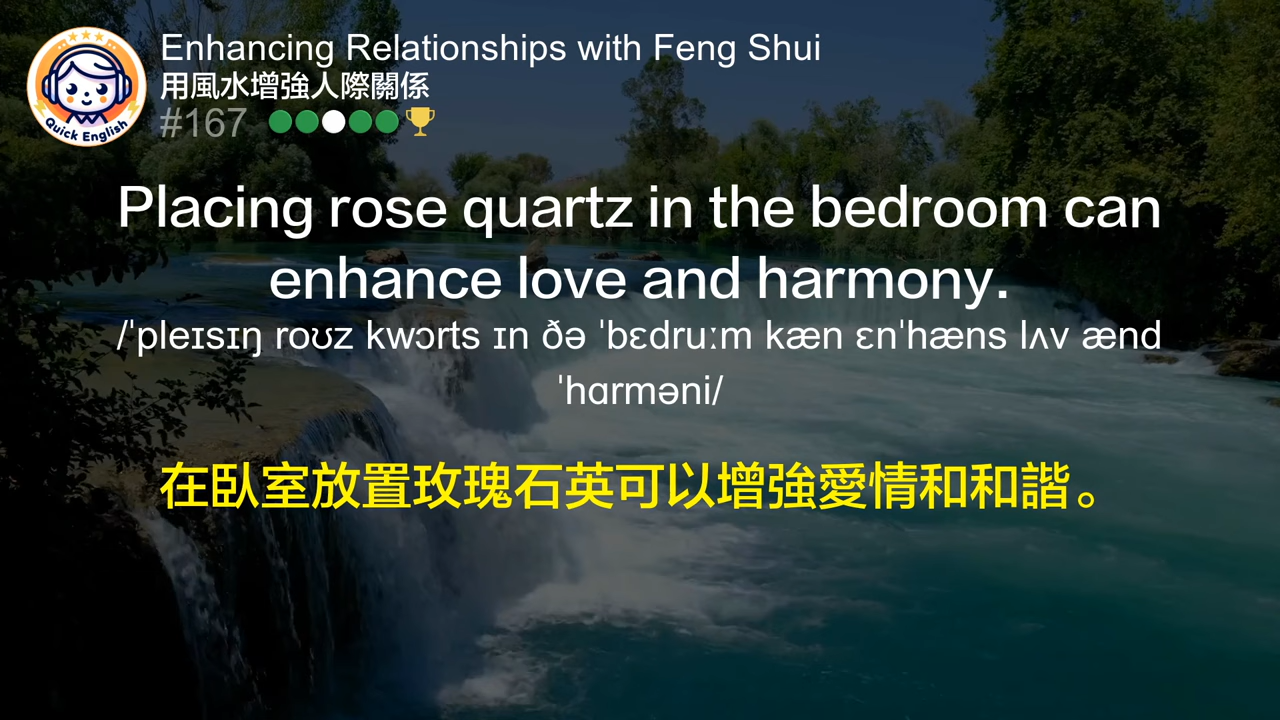 Enhancing Relationships with Feng Shui
用風水增強人際關係
#167
Quick English
Placing rose quartz in the bedroom can
enhance love and harmony.
/ˈpleɪsɪŋ roʊz kwɔrts ɪn ðə ˈbɛdruːm kæn ɛnˈhæns lʌv ænd
ˈhɑrməni/
在臥室放置玫瑰石英可以增強愛情和和諧。